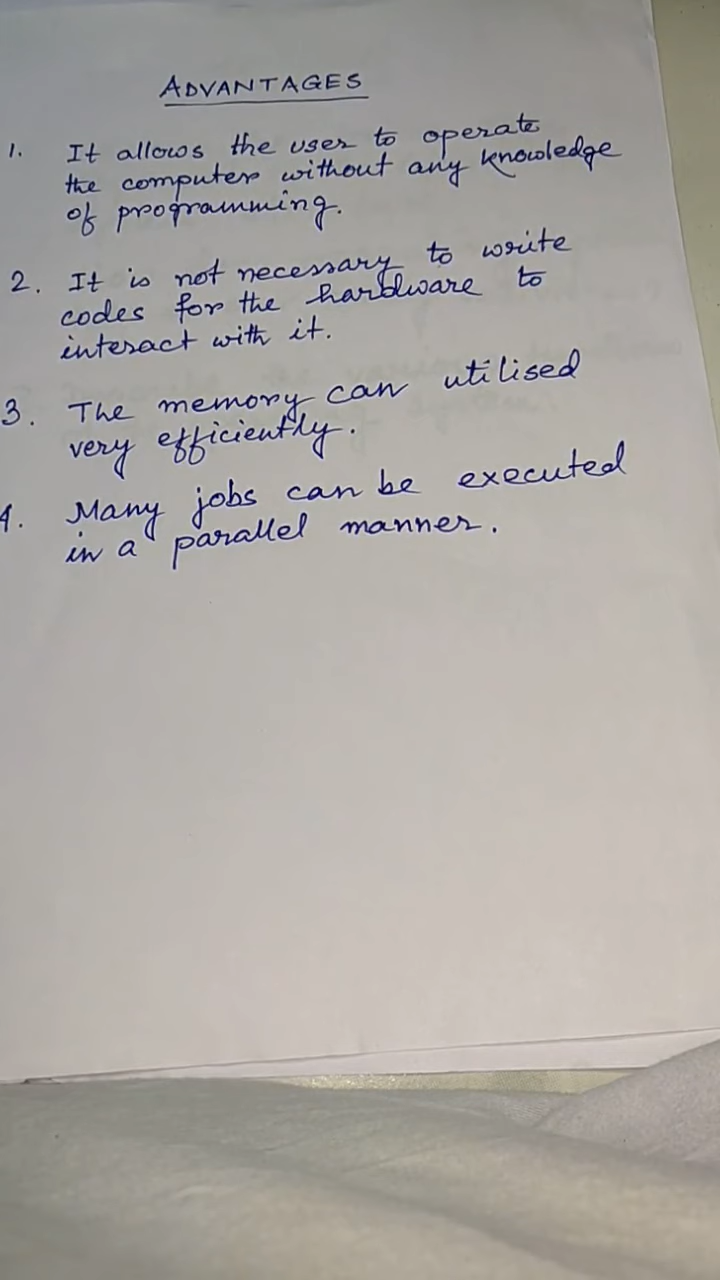 ADVANTAGES
1. It allows the user to operate
the computer without any knowledge
of programming.
2. It is not necessary to write
codes for the hardware to
interact with it.
3. The memory can utilised
very efficiently.
4. Many jobs can be executed
in a parallel manner.